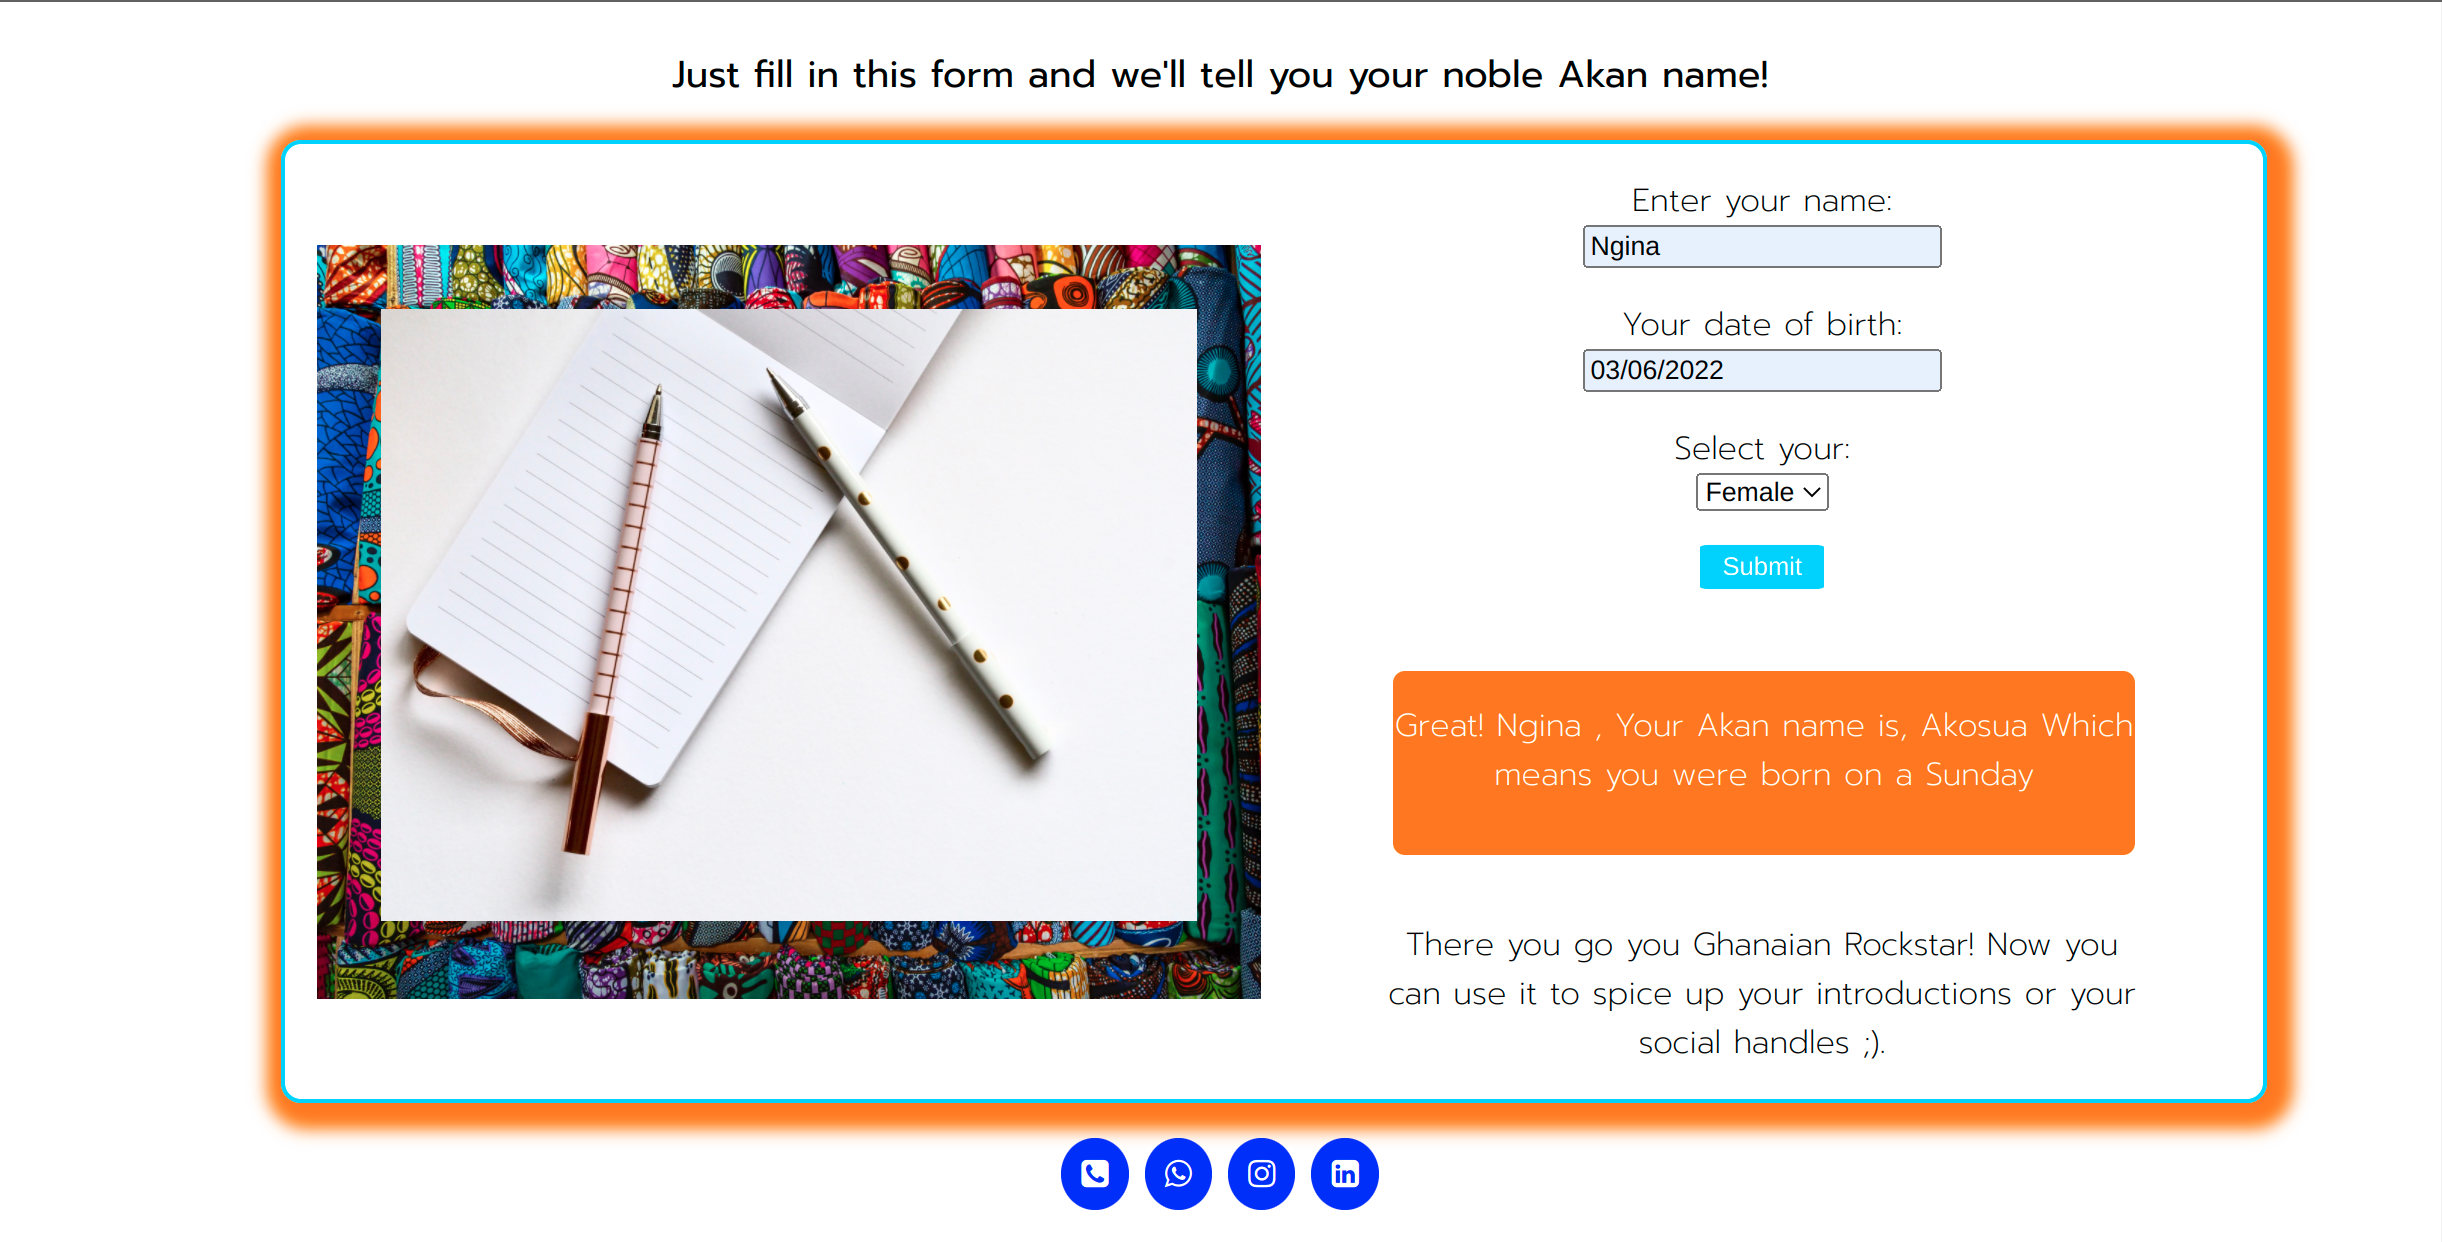 Just fill in this form and we'll tell you your noble Akan name!
Enter your name:
Ngina
Your date of birth:
03/06/2022
Select your:
Female
Submit
Great! Ngina , Your Akan name is, Akosua Which
means you were born on a Sunday
There you go you Ghanaian Rockstar! Now you
can use it to spice up your introductions or your
social handles ;).
in